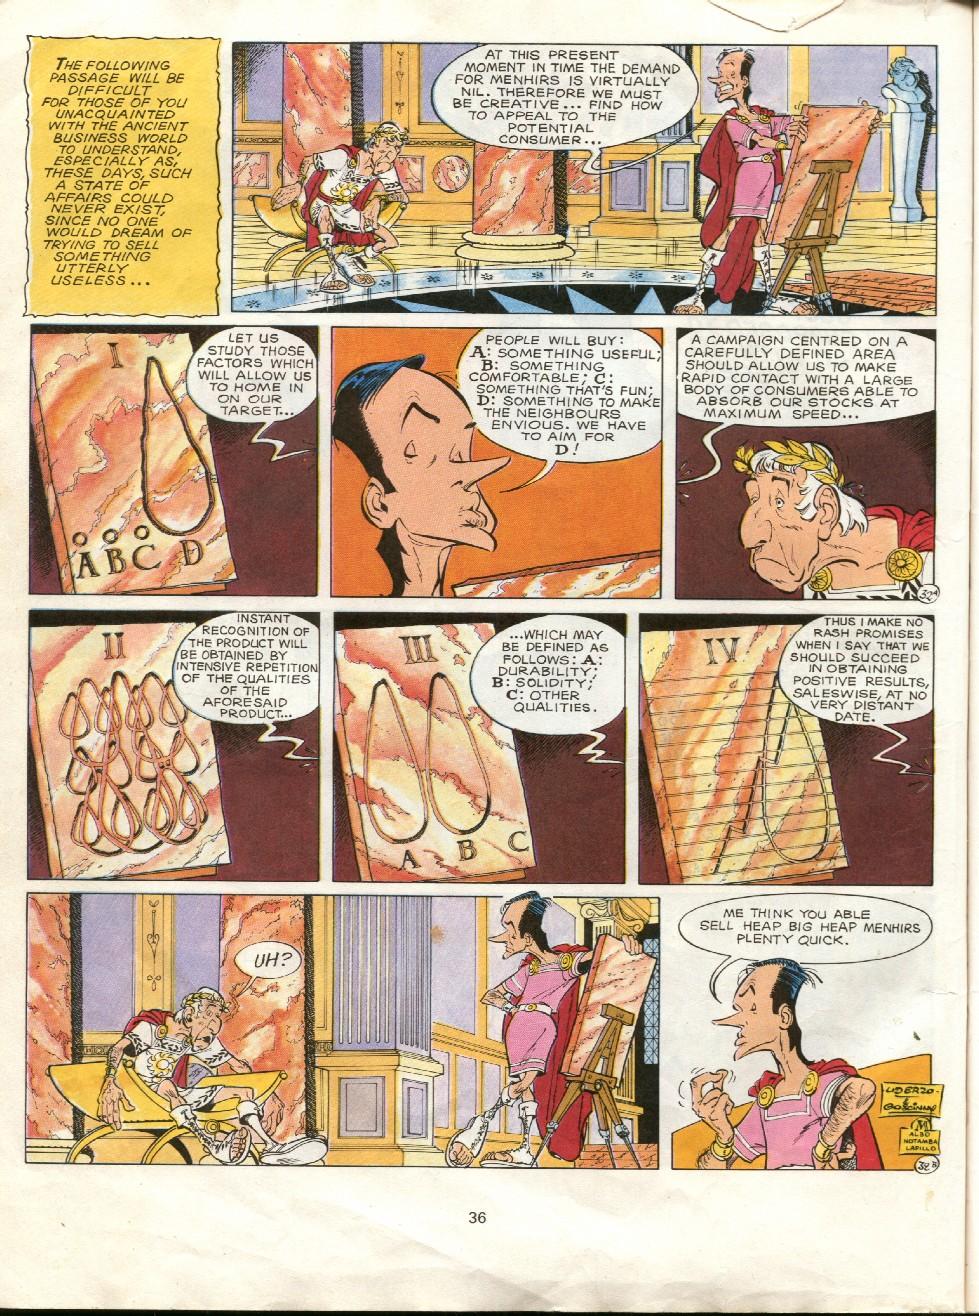 THE FOLLOWING
PASSAGE WILL BE
DIFFICULT
FOR THOSE OF YOU
UNACQUAINTED
WITH THE ANCIENT
BUSINESS WORLD
TO UNDERSTAND,
ESPECIALLY AS,
THESE DAYS, SUCH
A STATE OF
AFFAIRS COULD
NEVER EXIST,
SINCE NO ONE
WOULD DREAM OF
TRYING TO SELL
SOMETHING
UTTERLY
USELESS...
AT THIS PRESENT
MOMENT IN TIME THE DEMAND
FOR MENHIRS IS VIRTUALLY
NIL. THEREFORE WE MUST
BE CREATIVE... FIND HOW
TO APPEAL TO THE
POTENTIAL
CONSUMER...
I
A B C D
LET US
STUDY THOSE
FACTORS WHICH
WILL ALLOW US
TO HOME IN
ON OUR
TARGET...
PEOPLE WILL BUY:
A: SOMETHING USEFUL;
B: SOMETHING
COMFORTABLE; C:
SOMETHING THAT'S FUN;
D: SOMETHING TO MAKE
THE NEIGHBOURS
ENVIOUS. WE HAVE
TO AIM FOR
D!
A CAMPAIGN CENTRED ON A
CAREFULLY DEFINED AREA
SHOULD ALLOW US TO MAKE
RAPID CONTACT WITH A LARGE
BODY OF CONSUMERS ABLE TO
ABSORB OUR STOCKS AT
MAXIMUM SPEED...
32A
II
INSTANT
RECOGNITION OF
THE PRODUCT WILL
BE OBTAINED BY
INTENSIVE REPETITION
OF THE QUALITIES
OF THE
AFORESAID
PRODUCT...
III
A B C
...WHICH MAY
BE DEFINED AS
FOLLOWS: A:
DURABILITY;
B: SOLIDITY;
C: OTHER
QUALITIES.
IV
THUS I MAKE NO
RASH PROMISES
WHEN I SAY THAT WE
SHOULD SUCCEED
IN OBTAINING
POSITIVE RESULTS,
SALESWISE, AT NO
VERY DISTANT
DATE.
UH?
ME THINK YOU ABLE
SELL HEAP BIG HEAP MENHIRS
PLENTY QUICK.
UDERZO
&
GOSCINNY
M
ALBO
NOTAMBA
LAPILLO
32B
36